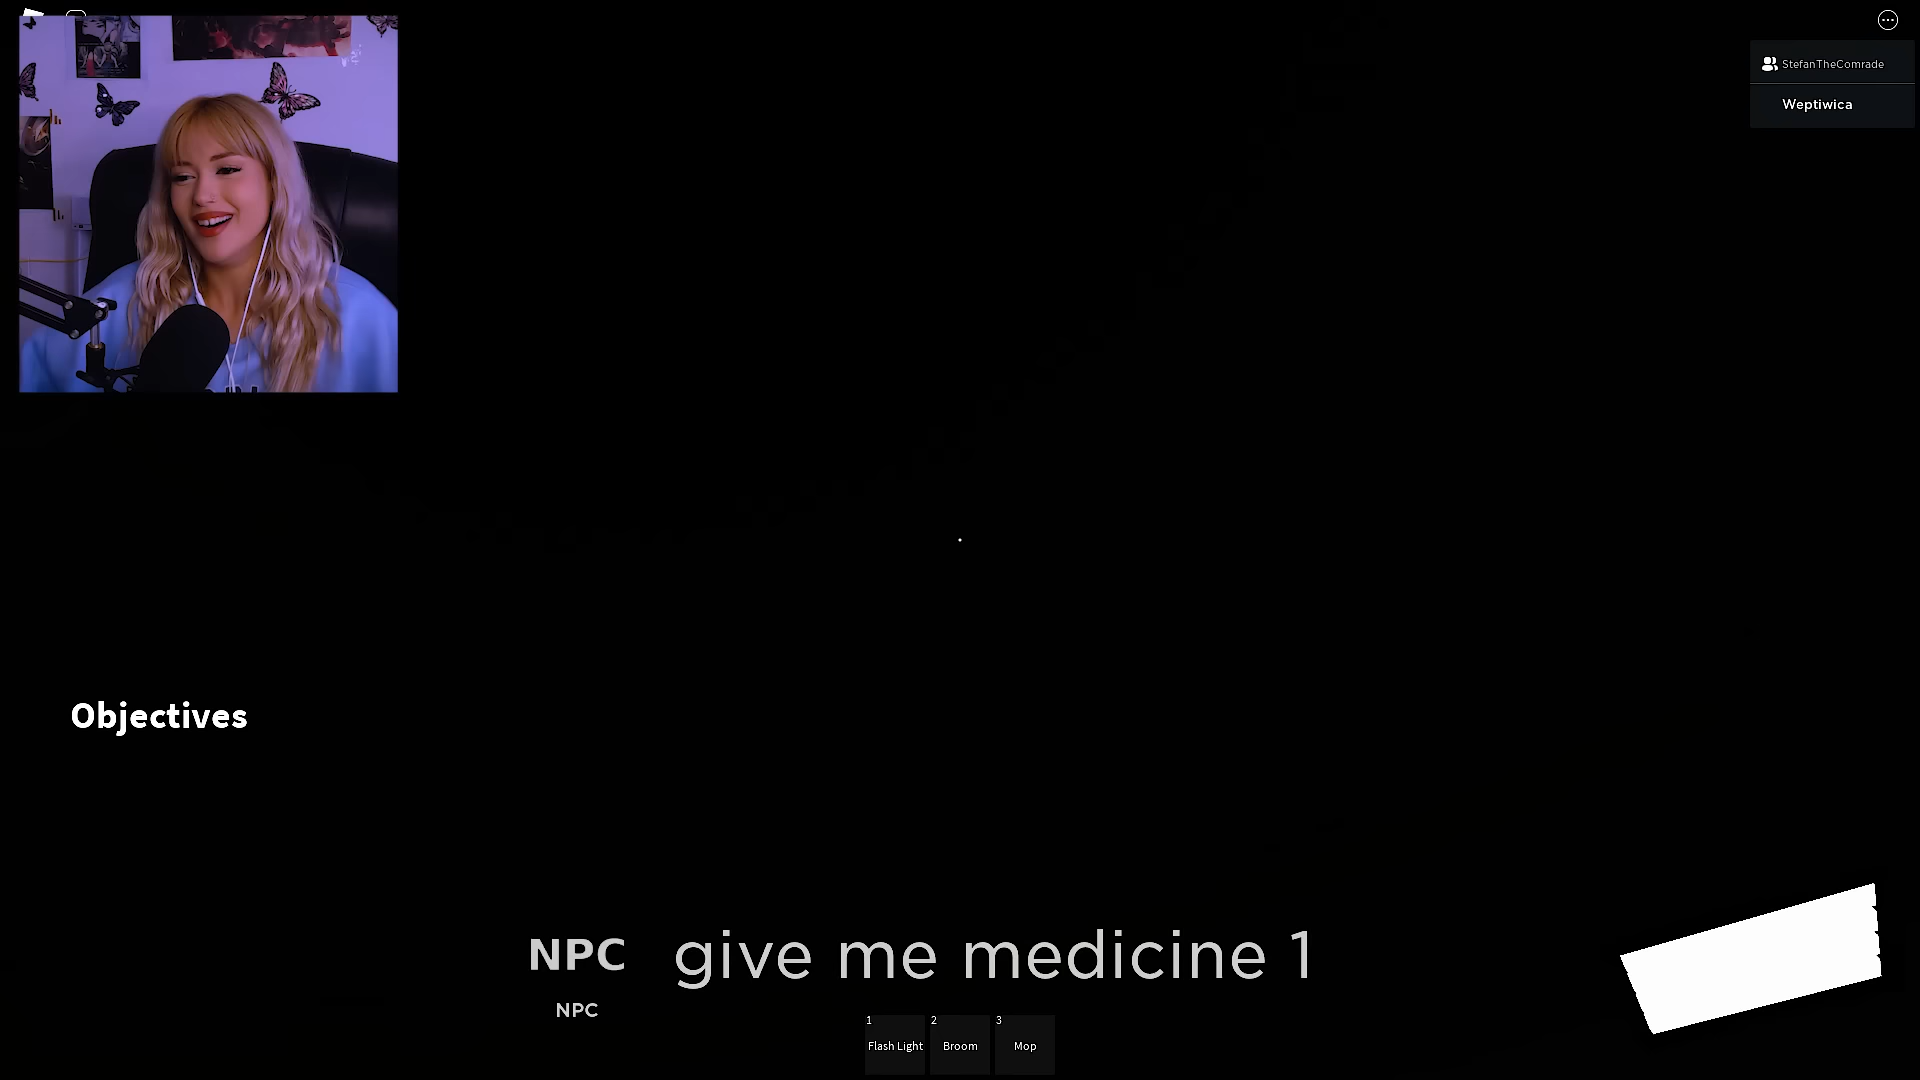 StefanTheComrade
Weptiwica
Objectives
NPC
give me medicine 1
NPC
1
2
3
Flash Light
Broom
Mop